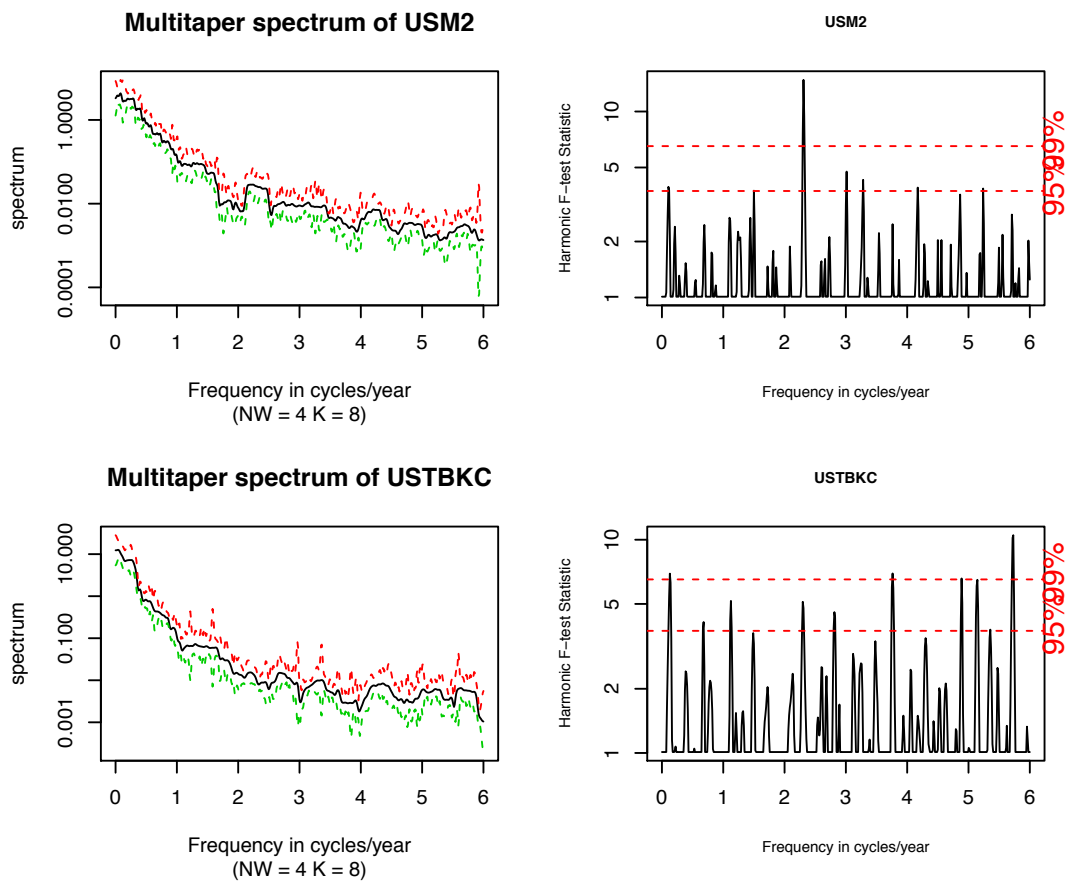 Multitaper spectrum of USM2
spectrum
1.0000
0.0100
0.0001
0 1 2 3 4 5 6
Frequency in cycles/year
(NW = 4 K = 8)
USM2
Harmonic F−test Statistic
10
5
2
1
99%
95%
0 1 2 3 4 5 6
Frequency in cycles/year
Multitaper spectrum of USTBKC
spectrum
10.000
0.100
0.001
0 1 2 3 4 5 6
Frequency in cycles/year
(NW = 4 K = 8)
USTBKC
Harmonic F−test Statistic
10
5
2
1
99%
95%
0 1 2 3 4 5 6
Frequency in cycles/year